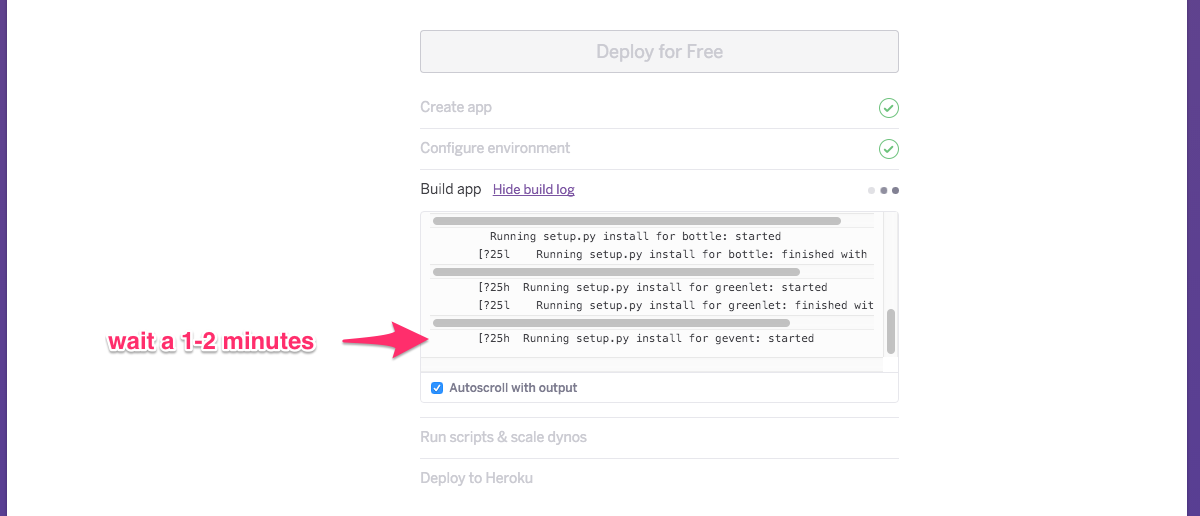 Deploy for Free
Create app
Configure environment
Build app Hide build log
Running setup.py install for bottle: started
[?25l    Running setup.py install for bottle: finished with
[?25h  Running setup.py install for greenlet: started
[?25l    Running setup.py install for greenlet: finished wit
wait a 1-2 minutes
[?25h  Running setup.py install for gevent: started
Autoscroll with output
Run scripts & scale dynos
Deploy to Heroku